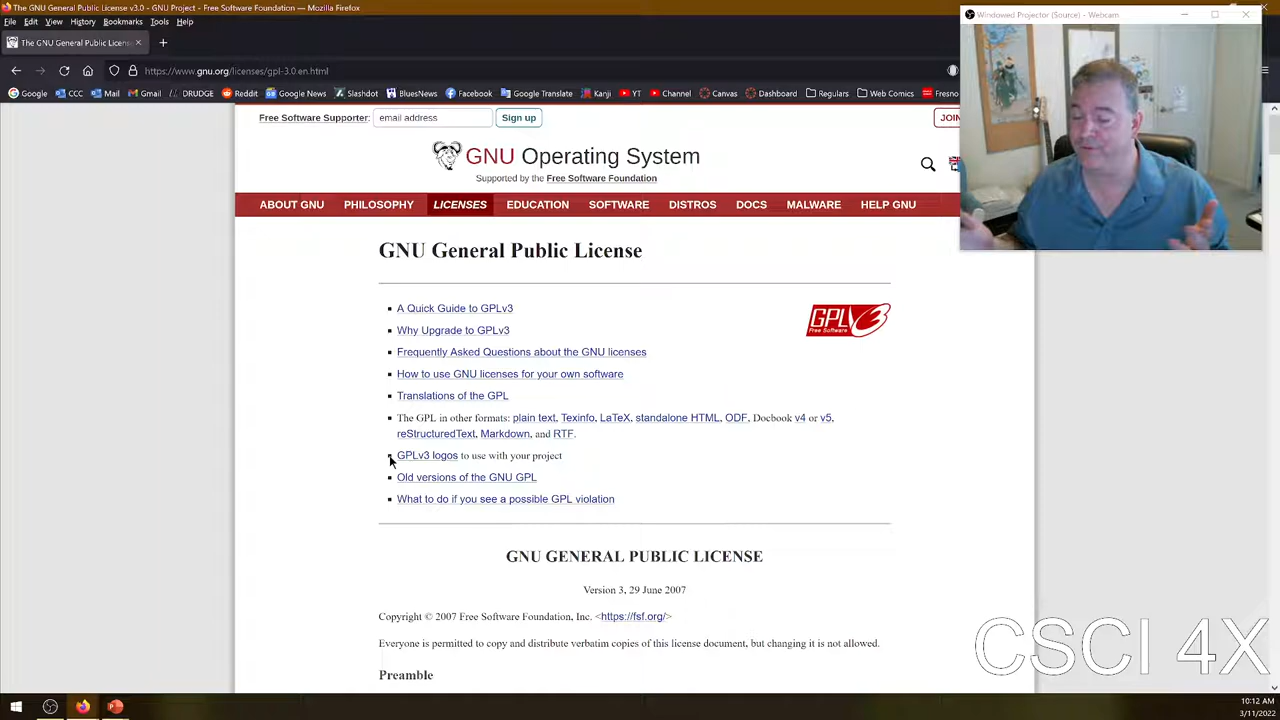 The GNU General Public License v3.0 - GNU Project - Free Software Foundation — Mozilla Firefox
File Edit View History Bookmarks Tools Help
The GNU General Public Licens
https://www.gnu.org/licenses/gpl-3.0.en.html
Google CCC Mail Gmail DRUDGE Reddit Google News Slashdot BluesNews Facebook Google Translate Kanji YT Channel Canvas Dashboard Regulars Web Comics Fresno
Windowed Projector (Source) - Webcam
Free Software Supporter: email address Sign up JOIN
GNU Operating System
Supported by the Free Software Foundation
ABOUT GNU PHILOSOPHY LICENSES EDUCATION SOFTWARE DISTROS DOCS MALWARE HELP GNU
GNU General Public License
A Quick Guide to GPLv3
GPLv3
Free Software
Why Upgrade to GPLv3
Frequently Asked Questions about the GNU licenses
How to use GNU licenses for your own software
Translations of the GPL
The GPL in other formats: plain text, Texinfo, LaTeX, standalone HTML, ODF, Docbook v4 or v5,
reStructuredText, Markdown, and RTF.
GPLv3 logos to use with your project
Old versions of the GNU GPL
What to do if you see a possible GPL violation
GNU GENERAL PUBLIC LICENSE
Version 3, 29 June 2007
Copyright © 2007 Free Software Foundation, Inc. <https://fsf.org/>
Everyone is permitted to copy and distribute verbatim copies of this license document, but changing it is not allowed.
Preamble
CSCI 4X
10:12 AM
3/11/2022